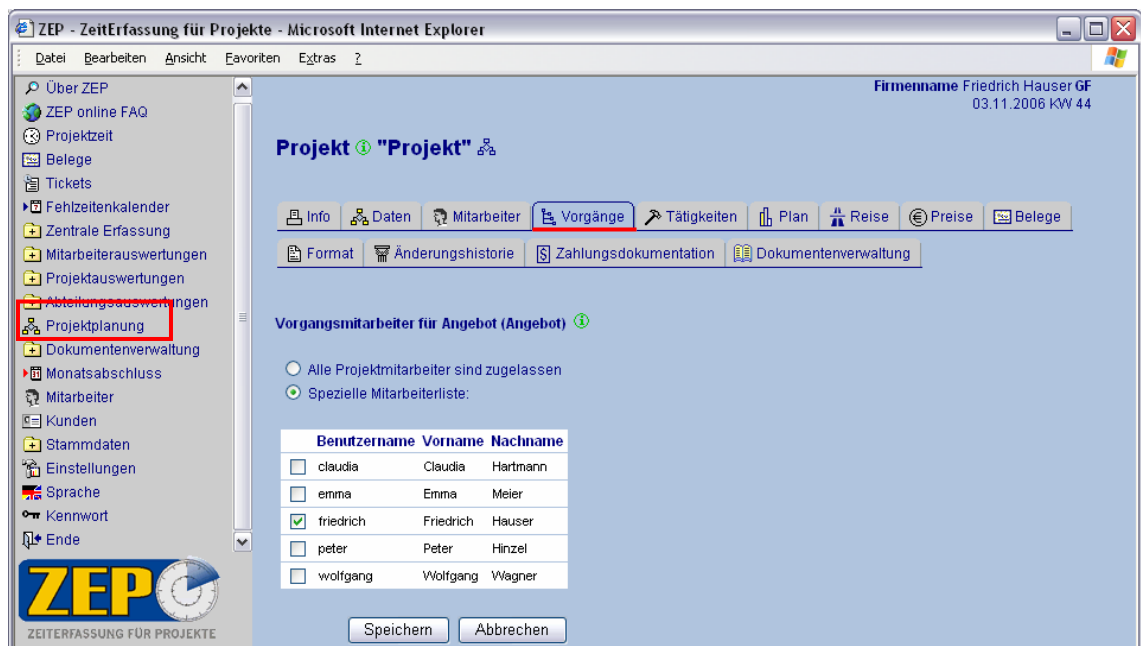 ZEP - ZeitErfassung für Projekte - Microsoft Internet Explorer
Datei Bearbeiten Ansicht Favoriten Extras ?
Über ZEP
ZEP online FAQ
Projektzeit
Belege
Tickets
Fehlzeitenkalender
Zentrale Erfassung
Mitarbeiterauswertungen
Projektauswertungen
Abteilungsauswertungen
Projektplanung
Dokumentenverwaltung
Monatsabschluss
Mitarbeiter
Kunden
Stammdaten
Einstellungen
Sprache
Kennwort
Ende
ZEP
ZEITERFASSUNG FÜR PROJEKTE
Firmenname Friedrich Hauser GF
03.11.2006 KW 44
Projekt "Projekt"
Info Daten Mitarbeiter Vorgänge Tätigkeiten Plan Reise Preise Belege
Format Änderungshistorie Zahlungsdokumentation Dokumentenverwaltung
Vorgangsmitarbeiter für Angebot (Angebot)
Alle Projektmitarbeiter sind zugelassen
Spezielle Mitarbeiterliste:
Benutzername Vorname Nachname
claudia Claudia Hartmann
emma Emma Meier
friedrich Friedrich Hauser
peter Peter Hinzel
wolfgang Wolfgang Wagner
Speichern Abbrechen